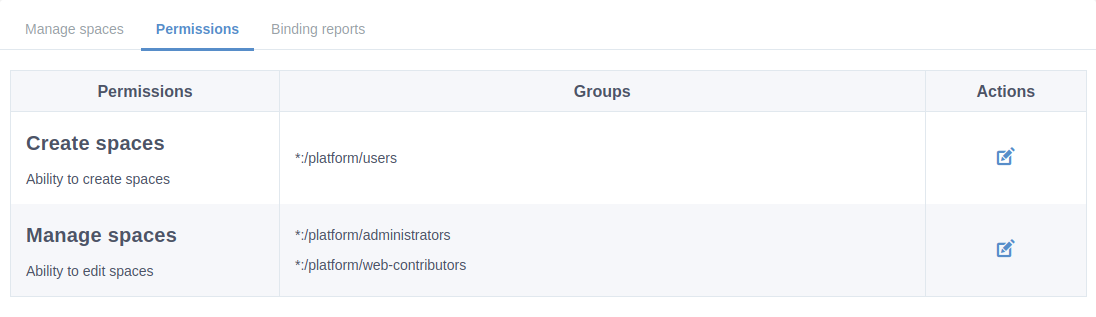 Manage spaces Permissions Binding reports
Permissions Groups Actions
Create spaces
*:/platform/users
Ability to create spaces
Manage spaces
*:/platform/administrators
*:/platform/web-contributors
Ability to edit spaces